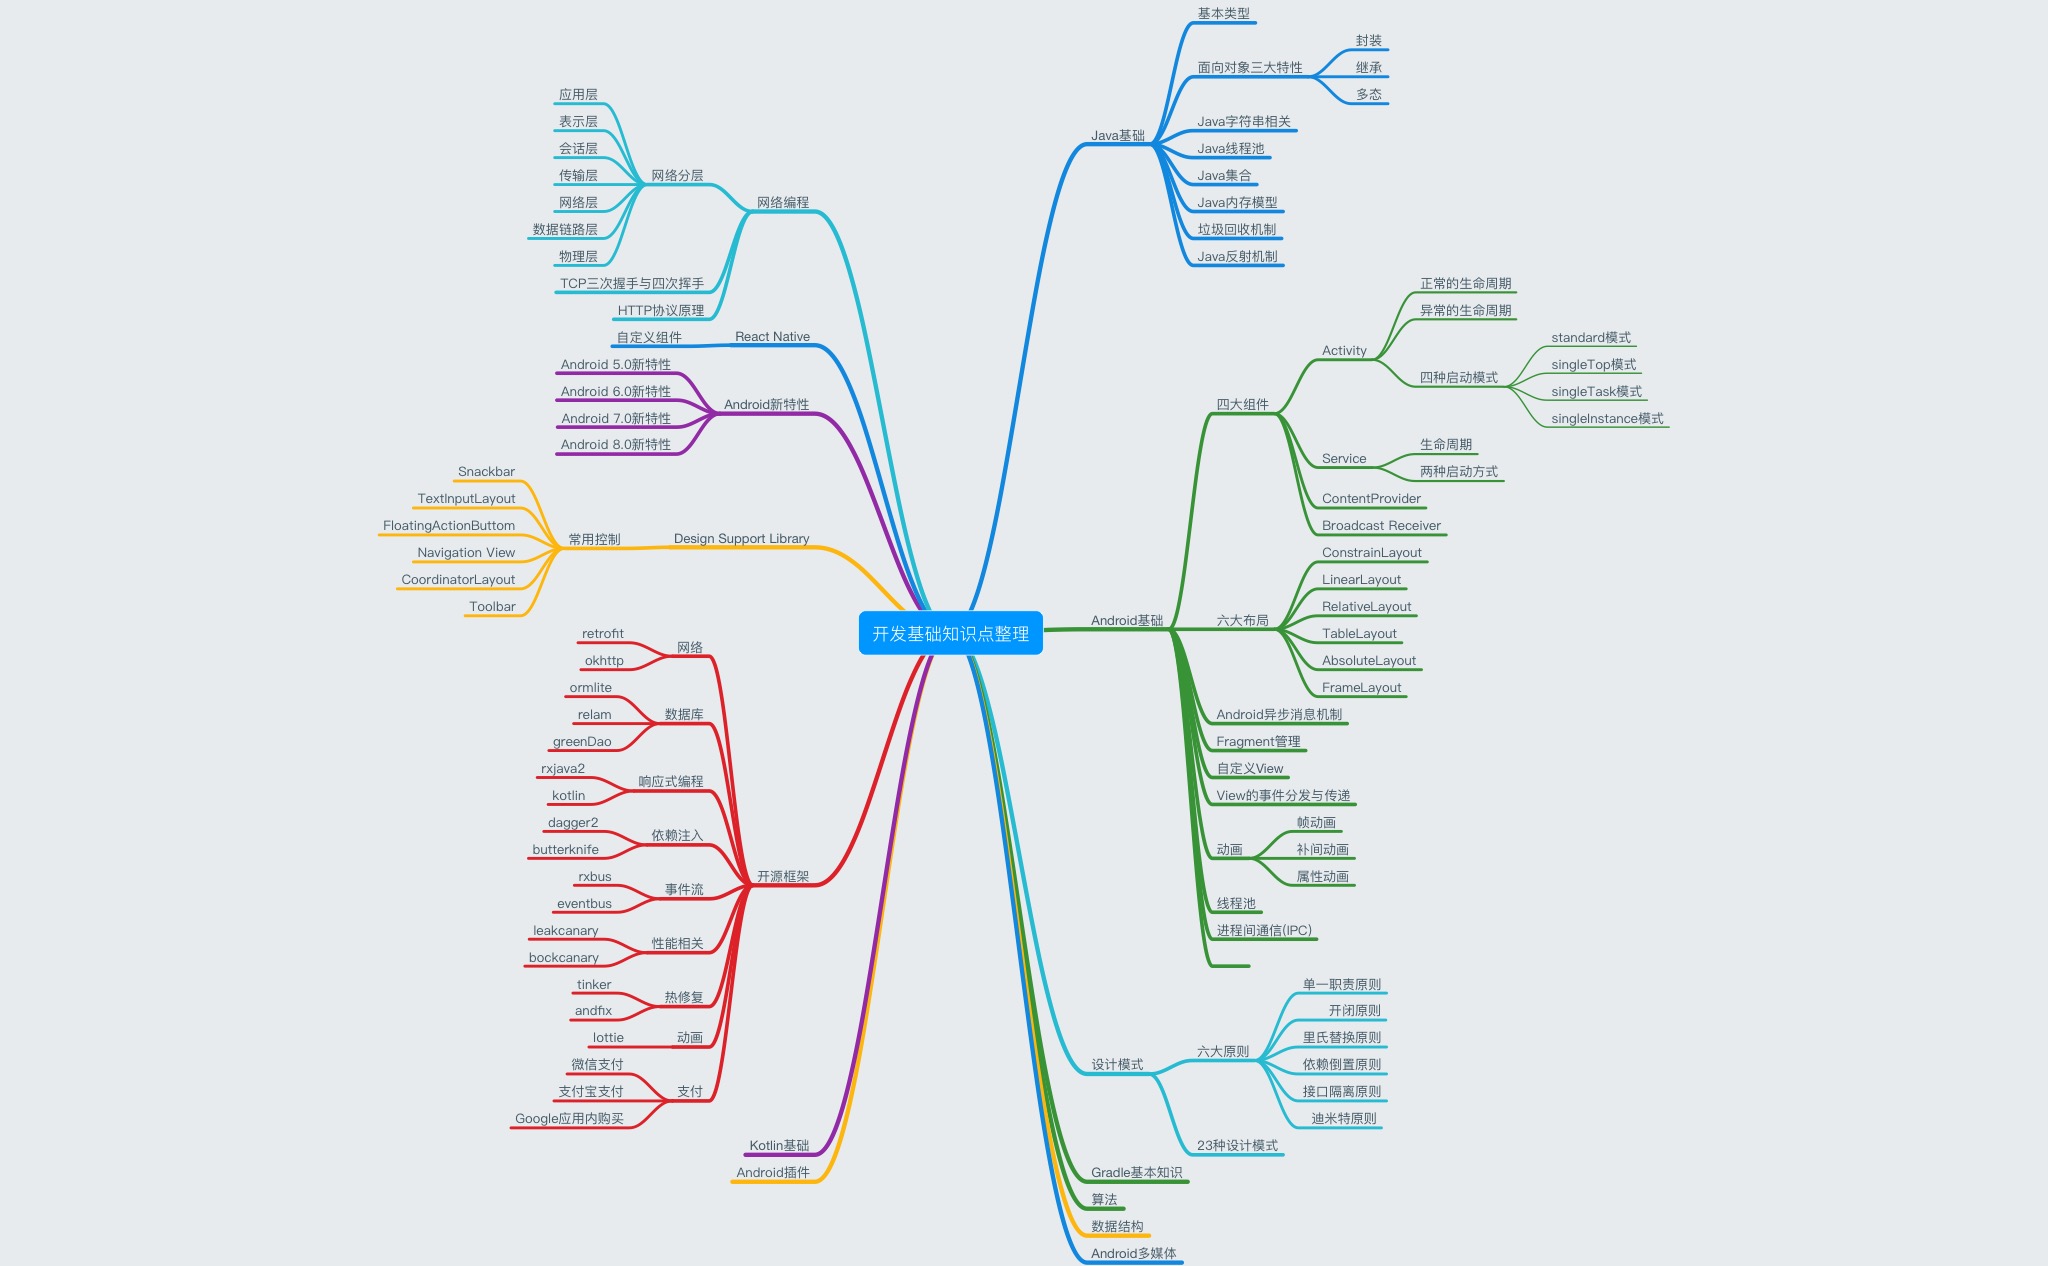 开发基础知识点整理
Java基础
基本类型
面向对象三大特性
封装
继承
多态
Java字符串相关
Java线程池
Java集合
Java内存模型
垃圾回收机制
Java反射机制
Android基础
四大组件
Activity
正常的生命周期
异常的生命周期
四种启动模式
standard模式
singleTop模式
singleTask模式
singleInstance模式
Service
生命周期
两种启动方式
ContentProvider
Broadcast Receiver
六大布局
ConstrainLayout
LinearLayout
RelativeLayout
TableLayout
AbsoluteLayout
FrameLayout
Android异步消息机制
Fragment管理
自定义View
View的事件分发与传递
动画
帧动画
补间动画
属性动画
线程池
进程间通信(IPC)
设计模式
六大原则
单一职责原则
开闭原则
里氏替换原则
依赖倒置原则
接口隔离原则
迪米特原则
23种设计模式
Gradle基本知识
算法
数据结构
Android多媒体
网络编程
网络分层
应用层
表示层
会话层
传输层
网络层
数据链路层
物理层
TCP三次握手与四次挥手
HTTP协议原理
React Native
自定义组件
Android新特性
Android 5.0新特性
Android 6.0新特性
Android 7.0新特性
Android 8.0新特性
Design Support Library
常用控制
Snackbar
TextInputLayout
FloatingActionButtom
Navigation View
CoordinatorLayout
Toolbar
开源框架
网络
retrofit
okhttp
数据库
ormlite
relam
greenDao
响应式编程
rxjava2
kotlin
依赖注入
dagger2
butterknife
事件流
rxbus
eventbus
性能相关
leakcanary
bockcanary
热修复
tinker
andfix
动画
lottie
支付
微信支付
支付宝支付
Google应用内购买
Kotlin基础
Android插件